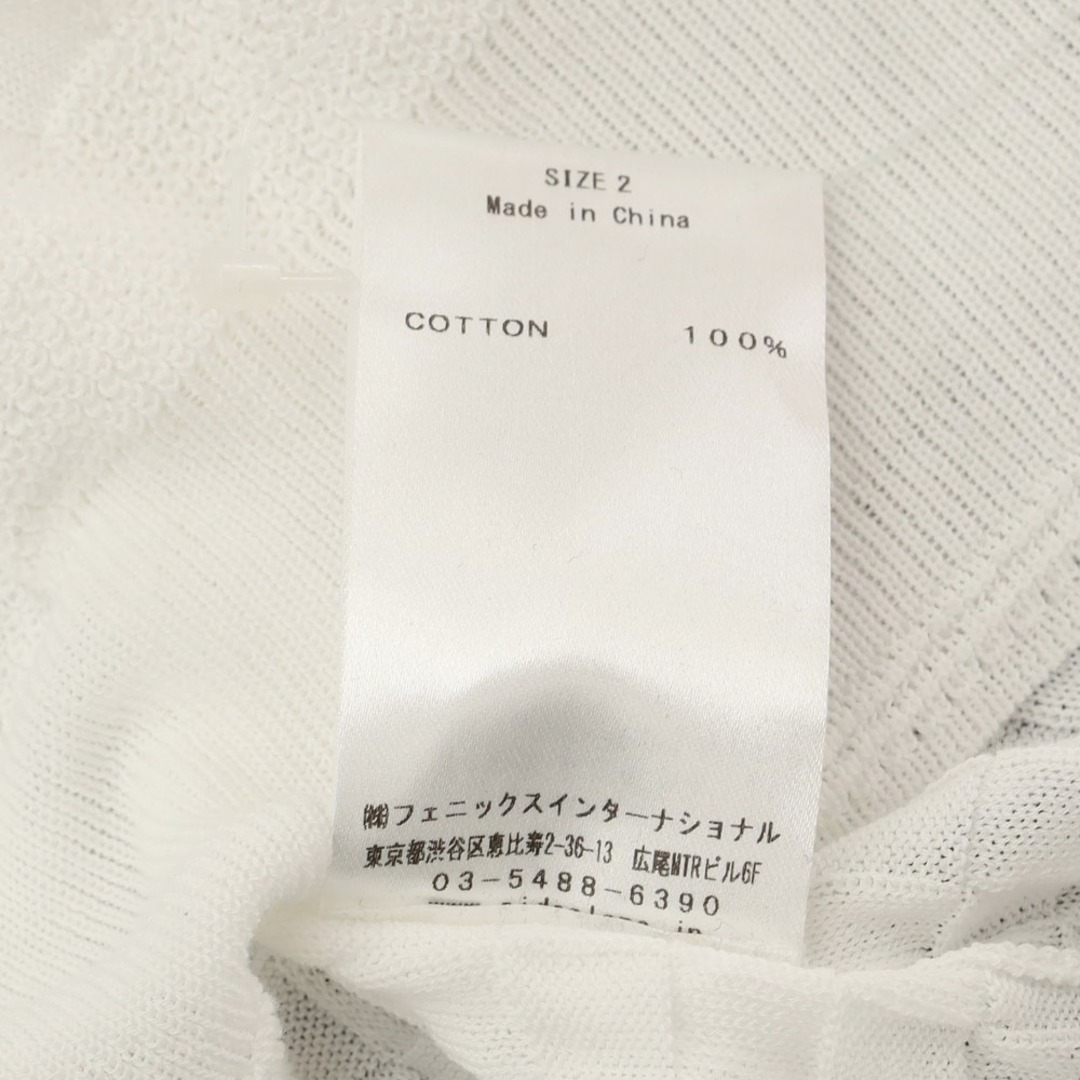 SIZE 2
Made in China
COTTON 100%
㈱フェニックスインターナショナル
東京都渋谷区恵比寿2-36-13 広尾MTRビル6F
03-5488-6390